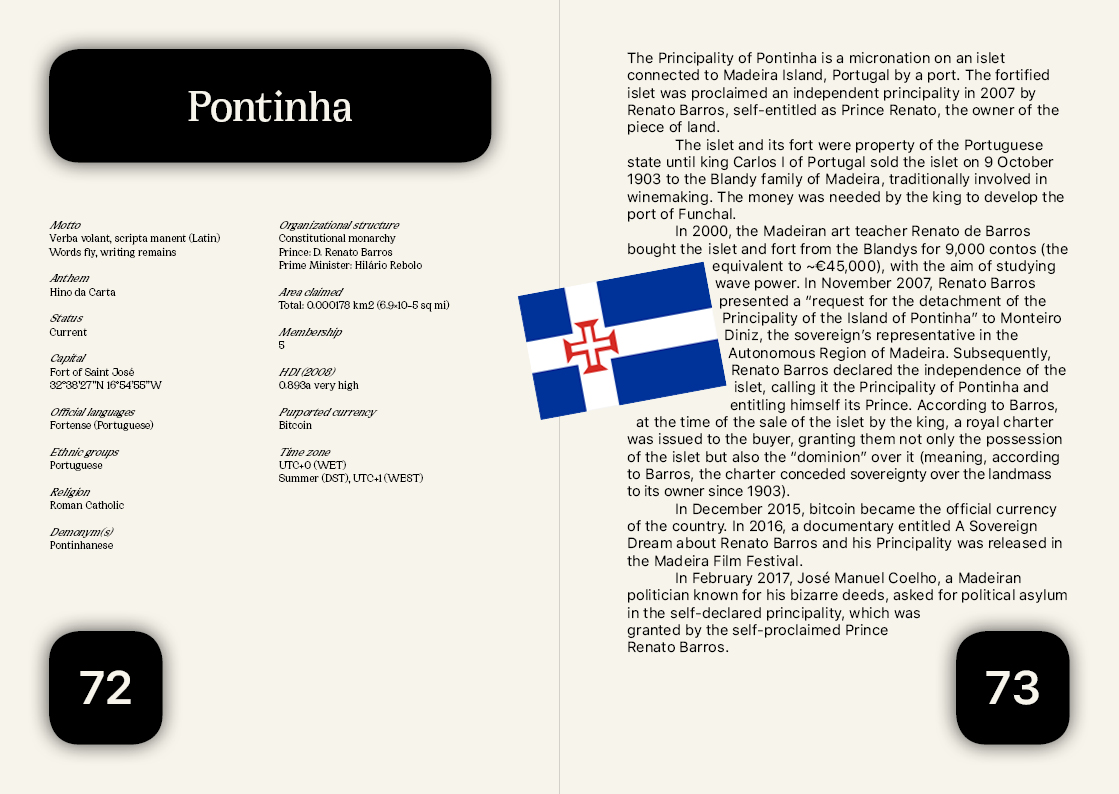 Pontinha
Motto
Verba volant, scripta manent (Latin)
Words fly, writing remains
Anthem
Hino da Carta
Status
Current
Capital
Fort of Saint José
32°38'27"N 16°54'55"W
Official languages
Fortense (Portuguese)
Ethnic groups
Portuguese
Religion
Roman Catholic
Demonym(s)
Pontinhanese
Organizational structure
Constitutional monarchy
Prince: D. Renato Barros
Prime Minister: Hilário Rebolo
Area claimed
Total: 0.000178 km2 (6.9×10−5 sq mi)
Membership
5
HDI (2008)
0.893a very high
Purported currency
Bitcoin
Time zone
UTC+0 (WET)
Summer (DST), UTC+1 (WEST)
72
The Principality of Pontinha is a micronation on an islet
connected to Madeira Island, Portugal by a port. The fortified
islet was proclaimed an independent principality in 2007 by
Renato Barros, self-entitled as Prince Renato, the owner of the
piece of land.
The islet and its fort were property of the Portuguese
state until king Carlos I of Portugal sold the islet on 9 October
1903 to the Blandy family of Madeira, traditionally involved in
winemaking. The money was needed by the king to develop the
port of Funchal.
In 2000, the Madeiran art teacher Renato de Barros
bought the islet and fort from the Blandys for 9,000 contos (the
equivalent to ~€45,000), with the aim of studying
wave power. In November 2007, Renato Barros
presented a “request for the detachment of the
Principality of the Island of Pontinha” to Monteiro
Diniz, the sovereign’s representative in the
Autonomous Region of Madeira. Subsequently,
Renato Barros declared the independence of the
islet, calling it the Principality of Pontinha and
entitling himself its Prince. According to Barros,
at the time of the sale of the islet by the king, a royal charter
was issued to the buyer, granting them not only the possession
of the islet but also the “dominion” over it (meaning, according
to Barros, the charter conceded sovereignty over the landmass
to its owner since 1903).
In December 2015, bitcoin became the official currency
of the country. In 2016, a documentary entitled A Sovereign
Dream about Renato Barros and his Principality was released in
the Madeira Film Festival.
In February 2017, José Manuel Coelho, a Madeiran
politician known for his bizarre deeds, asked for political asylum
in the self-declared principality, which was
granted by the self-proclaimed Prince
Renato Barros.
73